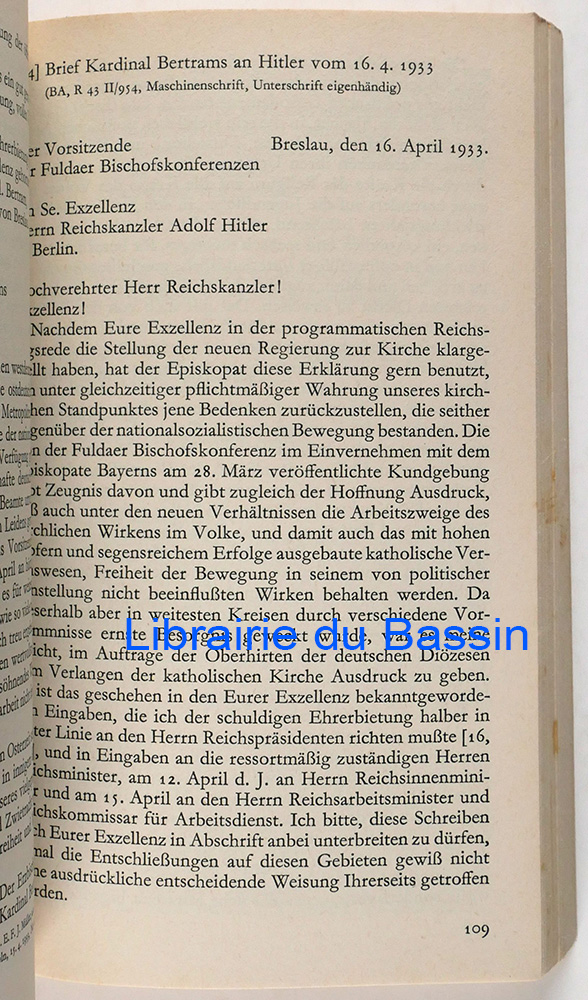 4] Brief Kardinal Bertrams an Hitler vom 16. 4. 1933
(BA, R 43 II/954, Maschinenschrift, Unterschrift eigenhändig)
er Vorsitzende Breslau, den 16. April 1933.
r Fuldaer Bischofskonferenzen
n Se. Exzellenz
errn Reichskanzler Adolf Hitler
Berlin.
ochverehrter Herr Reichskanzler!
xzellenz!
Nachdem Eure Exzellenz in der programmatischen Reichs-
gsrede die Stellung der neuen Regierung zur Kirche klarge-
ellt haben, hat der Episkopat diese Erklärung gern benutzt,
n unter gleichzeitiger pflichtmäßiger Wahrung unseres kirch-
hen Standpunktes jene Bedenken zurückzustellen, die seither
genüber der nationalsozialistischen Bewegung bestanden. Die
n der Fuldaer Bischofskonferenz im Einvernehmen mit dem
piskopate Bayerns am 28. März veröffentlichte Kundgebung
bt Zeugnis davon und gibt zugleich der Hoffnung Ausdruck,
ß auch unter den neuen Verhältnissen die Arbeitszweige des
rchlichen Wirkens im Volke, und damit auch das mit hohen
pfern und segensreichem Erfolge ausgebaute katholische Ver-
nswesen, Freiheit der Bewegung in seinem von politischer
nstellung nicht beeinflußten Wirken behalten werden. Da
eserhalb aber in weitesten Kreisen durch verschiedene Vor-
ommnisse ernste Besorgnis geweckt wurde, war es meine
licht, im Auftrage der Oberhirten der deutschen Diözesen
m Verlangen der katholischen Kirche Ausdruck zu geben.
ist das geschehen in den Eurer Exzellenz bekanntgeworde-
n Eingaben, die ich der schuldigen Ehrerbietung halber in
ter Linie an den Herrn Reichspräsidenten richten mußte [16,
], und in Eingaben an die ressortmäßig zuständigen Herren
ichsminister, am 12. April d. J. an Herrn Reichsinnenmini-
r und am 15. April an den Herrn Reichsarbeitsminister und
ichskommissar für Arbeitsdienst. Ich bitte, diese Schreiben
ch Eurer Exzellenz in Abschrift anbei unterbreiten zu dürfen,
mal die Entschließungen auf diesen Gebieten gewiß nicht
ne ausdrückliche entscheidende Weisung Ihrerseits getroffen
rden.
109
Librairie du Bassin